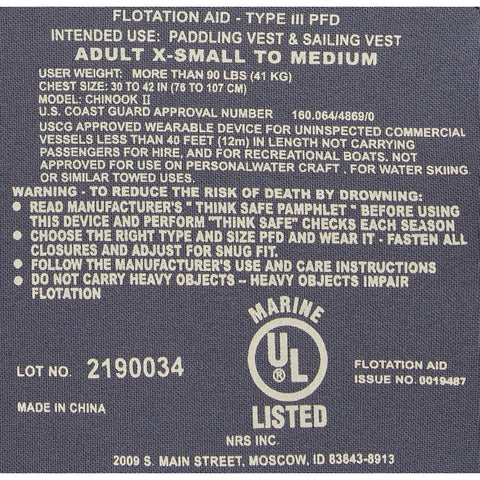 FLOTATION AID - TYPE III PFD
INTENDED USE: PADDLING VEST & SAILING VEST
ADULT X-SMALL TO MEDIUM
USER WEIGHT: MORE THAN 90 LBS (41 KG)
CHEST SIZE: 30 TO 42 IN (76 TO 107 CM)
MODEL: CHINOOK II
U.S. COAST GUARD APPROVAL NUMBER 160.064/4869/0
USCG APPROVED WEARABLE DEVICE FOR UNINSPECTED COMMERCIAL
VESSELS LESS THAN 40 FEET (12m) IN LENGTH NOT CARRYING
PASSENGERS FOR HIRE, AND FOR RECREATIONAL BOATS. NOT
APPROVED FOR USE ON PERSONALWATER CRAFT , FOR WATER SKIING
OR SIMILAR TOWED USES.
WARNING - TO REDUCE THE RISK OF DEATH BY DROWNING:
● READ MANUFACTURER'S " THINK SAFE PAMPHLET " BEFORE USING
THIS DEVICE AND PERFORM "THINK SAFE" CHECKS EACH SEASON
● CHOOSE THE RIGHT TYPE AND SIZE PFD AND WEAR IT - FASTEN ALL
CLOSURES AND ADJUST FOR SNUG FIT.
● FOLLOW THE MANUFACTURER'S USE AND CARE INSTRUCTIONS
● DO NOT CARRY HEAVY OBJECTS – HEAVY OBJECTS IMPAIR
FLOTATION
MARINE
UL ®
LISTED
LOT NO. 2190034
FLOTATION AID
ISSUE NO. 0019487
MADE IN CHINA
NRS INC.
2009 S. MAIN STREET, MOSCOW, ID 83843-8913